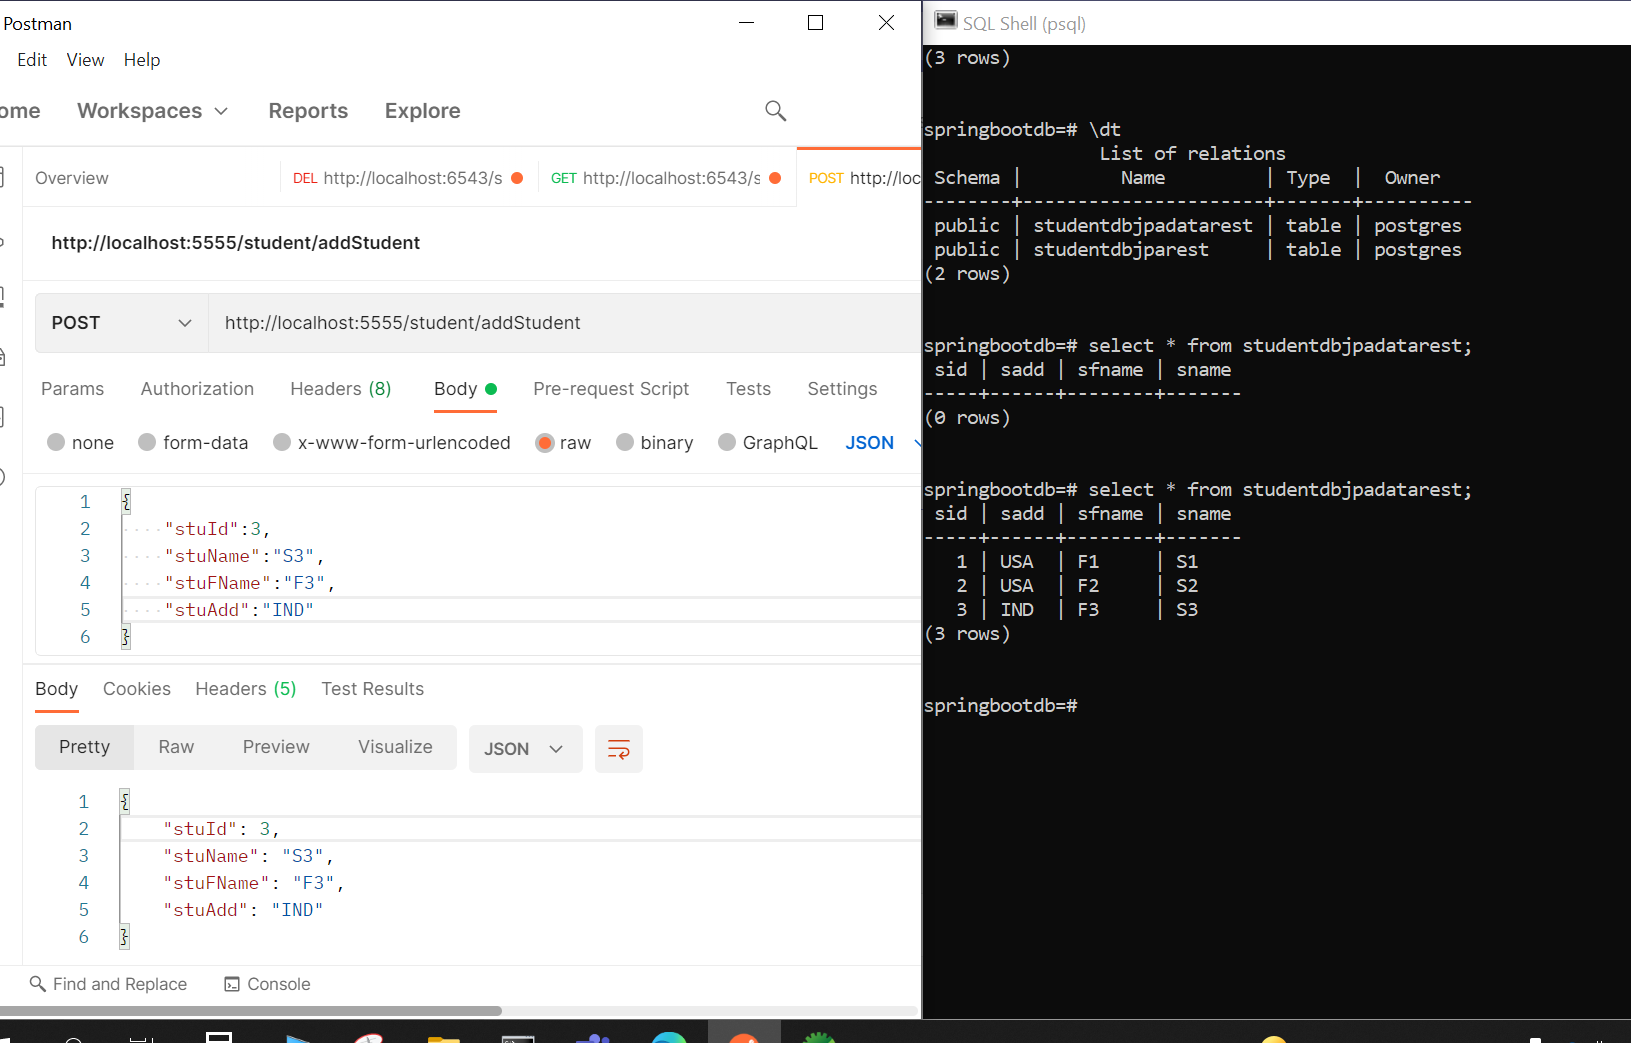 Postman
Edit View Help
ome Workspaces Reports Explore
Overview DEL http://localhost:6543/s GET http://localhost:6543/s POST http://loc
http://localhost:5555/student/addStudent
POST http://localhost:5555/student/addStudent
Params Authorization Headers (8) Body Pre-request Script Tests Settings
none form-data x-www-form-urlencoded raw binary GraphQL JSON
1 {
2 "stuId":3,
3 "stuName":"S3",
4 "stuFName":"F3",
5 "stuAdd":"IND"
6 }
Body Cookies Headers (5) Test Results
Pretty Raw Preview Visualize JSON
1 {
2 "stuId": 3,
3 "stuName": "S3",
4 "stuFName": "F3",
5 "stuAdd": "IND"
6 }
Find and Replace Console
SQL Shell (psql)
(3 rows)
springbootdb=# \dt
List of relations
Schema | Name | Type | Owner
--------+----------------------+-------+----------
public | studentdbjpadatarest | table | postgres
public | studentdbjparest | table | postgres
(2 rows)
springbootdb=# select * from studentdbjpadatarest;
sid | sadd | sfname | sname
-----+------+--------+-------
(0 rows)
springbootdb=# select * from studentdbjpadatarest;
sid | sadd | sfname | sname
-----+------+--------+-------
1 | USA | F1 | S1
2 | USA | F2 | S2
3 | IND | F3 | S3
(3 rows)
springbootdb=#